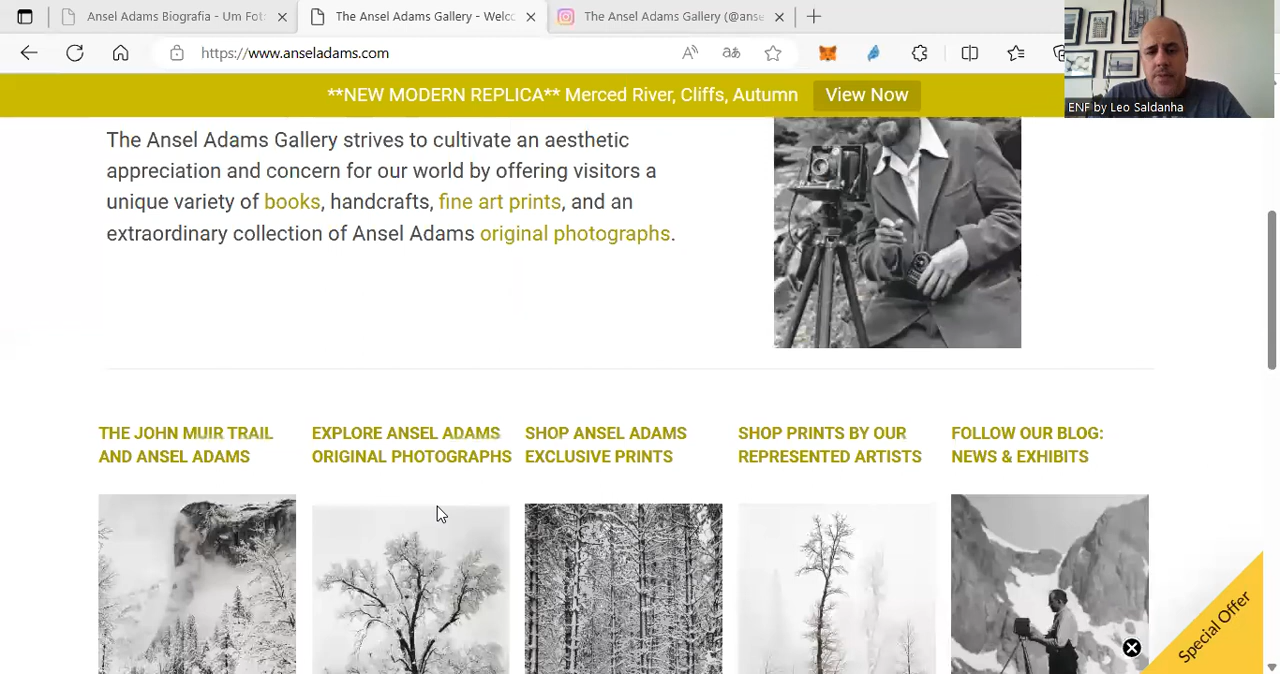 Ansel Adams Biografia - Um Fot
The Ansel Adams Gallery - Welc
The Ansel Adams Gallery (@anse
https://www.anseladams.com
**NEW MODERN REPLICA** Merced River, Cliffs, Autumn View Now
ENF by Leo Saldanha
The Ansel Adams Gallery strives to cultivate an aesthetic
appreciation and concern for our world by offering visitors a
unique variety of books, handcrafts, fine art prints, and an
extraordinary collection of Ansel Adams original photographs.
THE JOHN MUIR TRAIL
AND ANSEL ADAMS
EXPLORE ANSEL ADAMS
ORIGINAL PHOTOGRAPHS
SHOP ANSEL ADAMS
EXCLUSIVE PRINTS
SHOP PRINTS BY OUR
REPRESENTED ARTISTS
FOLLOW OUR BLOG:
NEWS & EXHIBITS
Special Offer